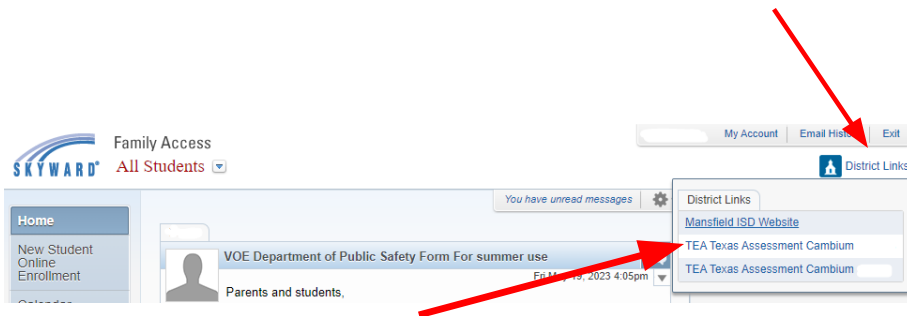 My Account Email History Exit
Family Access
SKYWARD®
All Students
District Links
You have unread messages
District Links
Home
Mansfield ISD Website
New Student
Online
Enrollment
TEA Texas Assessment Cambium
VOE Department of Public Safety Form For summer use
TEA Texas Assessment Cambium
Fri May 19, 2023 4:05pm
Parents and students,
Calendar